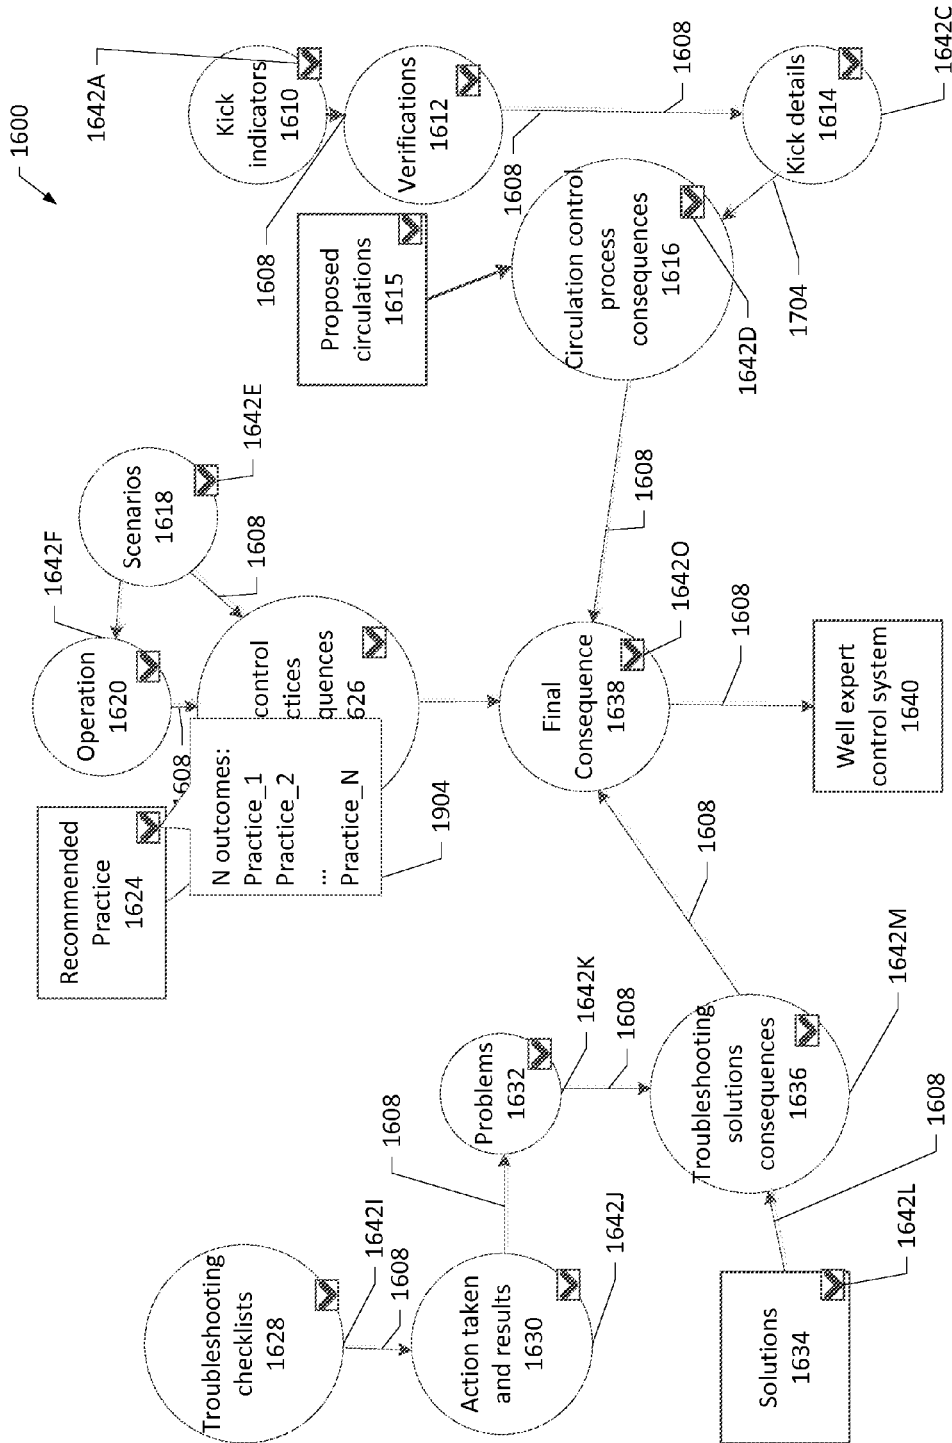 1600
Kick
indicators
1610
1642A
1608
Verifications
1612
1608
1608
Kick details
1614
1642C
Proposed
circulations
1615
Circulation control
process
consequences
1616
1642D
1704
1608
Scenarios
1618
1642E
1642F
1608
Operation
1620
1608
Recommended
Practice
1624
control
ctices
quences
626
N outcomes:
Practice_1
Practice_2
...
Practice_N
1904
Final
Consequence
1638
1642O
1608
Well expert
control system
1640
1608
Troubleshooting
checklists
1628
1642I
1608
Action taken
and results
1630
1642J
1608
Problems
1632
1642K
1608
Troubleshooting
solutions
consequences
1636
1642M
1608
Solutions
1634
1642L